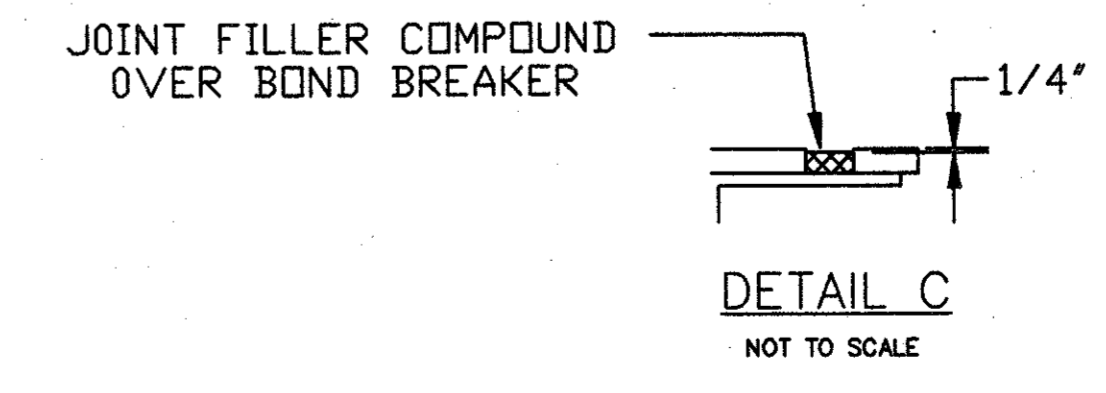 JOINT FILLER COMPOUND
OVER BOND BREAKER
1/4"
DETAIL C
NOT TO SCALE